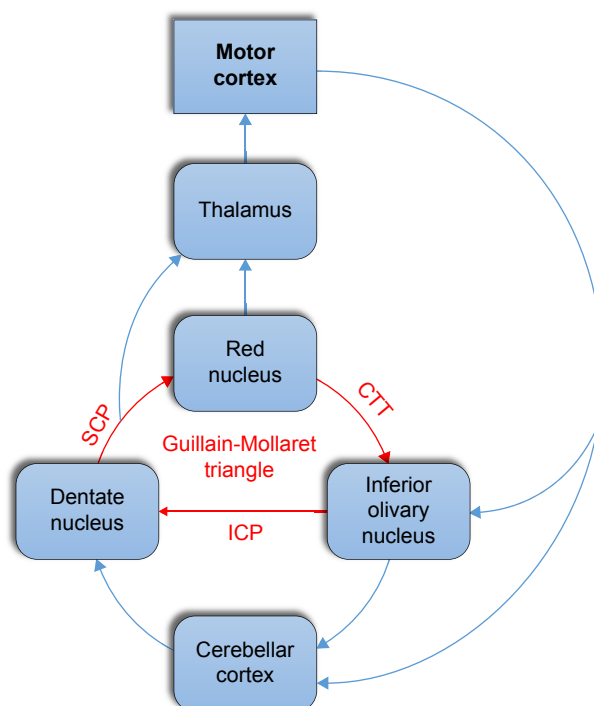 Motor
cortex
Thalamus
Red
nucleus
SCP
CTT
Guillain-Mollaret
triangle
Dentate
nucleus
Inferior
olivary
nucleus
ICP
Cerebellar
cortex